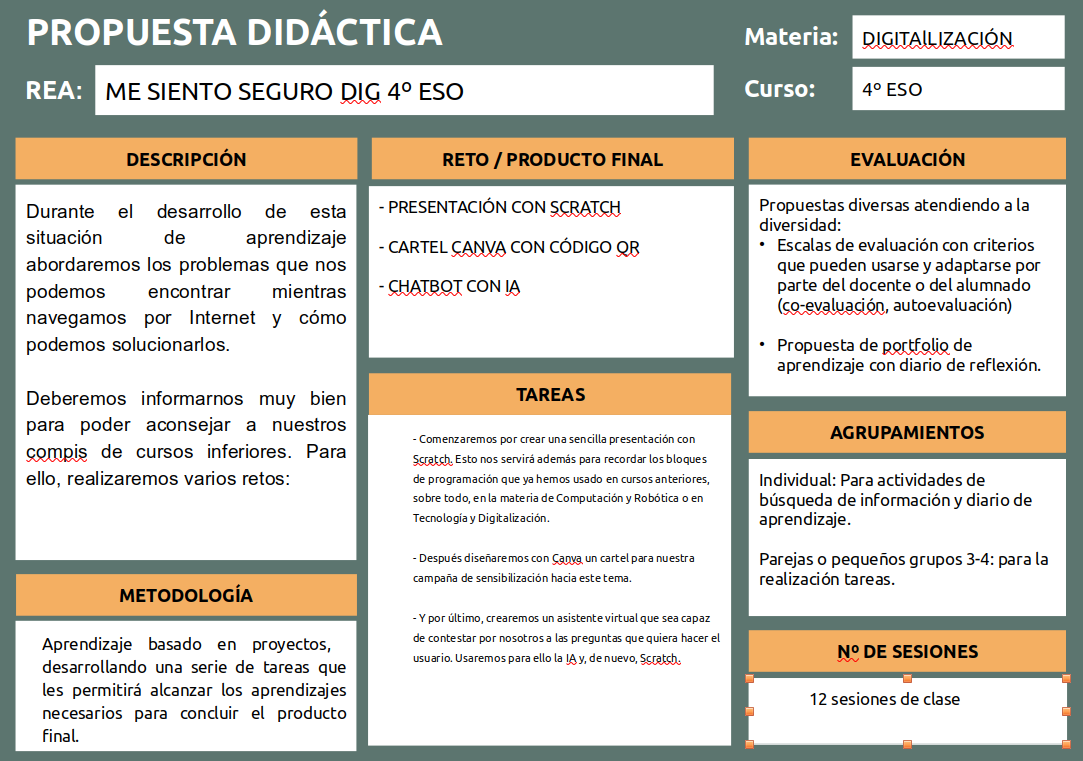 PROPUESTA DIDÁCTICA
Materia:
DIGITAlLIZACIÓN
REA:
ME SIENTO SEGURO DIG 4º ESO
Curso:
4º ESO
DESCRIPCIÓN
Durante el desarrollo de esta
situación de aprendizaje
abordaremos los problemas que nos
podemos encontrar mientras
navegamos por Internet y cómo
podemos solucionarlos.
Deberemos informarnos muy bien
para poder aconsejar a nuestros
compis de cursos inferiores. Para
ello, realizaremos varios retos:
METODOLOGÍA
Aprendizaje basado en proyectos,
desarrollando una serie de tareas que
les permitirá alcanzar los aprendizajes
necesarios para concluir el producto
final.
RETO / PRODUCTO FINAL
- PRESENTACIÓN CON SCRATCH
- CARTEL CANVA CON CÓDIGO QR
- CHATBOT CON IA
TAREAS
- Comenzaremos por crear una sencilla presentación con
Scratch. Esto nos servirá además para recordar los bloques
de programación que ya hemos usado en cursos anteriores,
sobre todo, en la materia de Computación y Robótica o en
Tecnología y Digitalización.
- Después diseñaremos con Canva un cartel para nuestra
campaña de sensibilización hacia este tema.
- Y por último, crearemos un asistente virtual que sea capaz
de contestar por nosotros a las preguntas que quiera hacer el
usuario. Usaremos para ello la IA y, de nuevo, Scratch.
EVALUACIÓN
Propuestas diversas atendiendo a la
diversidad:
• Escalas de evaluación con criterios
que pueden usarse y adaptarse por
parte del docente o del alumnado
(co-evaluación, autoevaluación)
• Propuesta de portfolio de
aprendizaje con diario de reflexión.
AGRUPAMIENTOS
Individual: Para actividades de
búsqueda de información y diario de
aprendizaje.
Parejas o pequeños grupos 3-4: para la
realización tareas.
Nº DE SESIONES
12 sesiones de clase